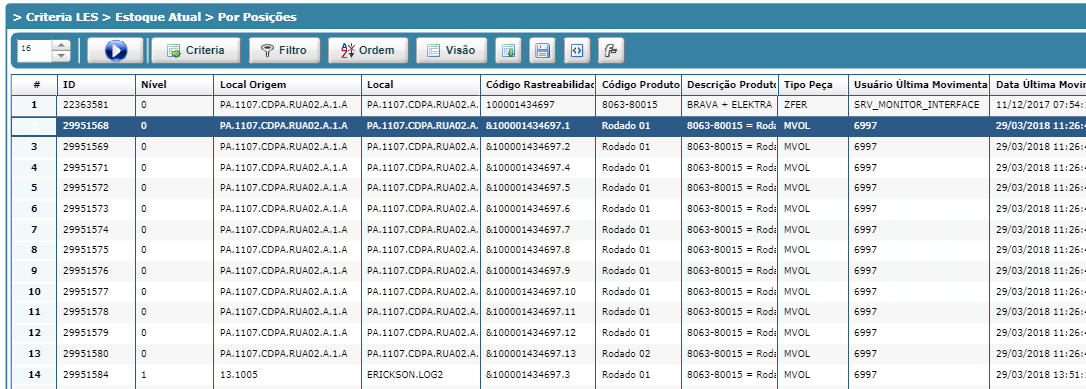 > Criteria LES > Estoque Atual > Por Posições
16 Criteria Filtro Ordem Visão
# ID Nível Local Origem Local Código Rastreabilidad Código Produto Descrição Produto Tipo Peça Usuário Última Movimenta Data Última Movim
1 22363581 0 PA.1107.CDPA.RUA02.A.1.A PA.1107.CDPA.RUA02.A. 100001434697 8063-80015 BRAVA + ELEKTRA ZFER SRV_MONITOR_INTERFACE 11/12/2017 07:54:
2 29951568 0 PA.1107.CDPA.RUA02.A.1.A PA.1107.CDPA.RUA02.A. &100001434697.1 Rodado 01 8063-80015 = Roda MVOL 6997 29/03/2018 11:26:4
3 29951569 0 PA.1107.CDPA.RUA02.A.1.A PA.1107.CDPA.RUA02.A. &100001434697.2 Rodado 01 8063-80015 = Roda MVOL 6997 29/03/2018 11:26:4
4 29951571 0 PA.1107.CDPA.RUA02.A.1.A PA.1107.CDPA.RUA02.A. &100001434697.4 Rodado 01 8063-80015 = Roda MVOL 6997 29/03/2018 11:26:4
5 29951572 0 PA.1107.CDPA.RUA02.A.1.A PA.1107.CDPA.RUA02.A. &100001434697.5 Rodado 01 8063-80015 = Roda MVOL 6997 29/03/2018 11:26:4
6 29951573 0 PA.1107.CDPA.RUA02.A.1.A PA.1107.CDPA.RUA02.A. &100001434697.6 Rodado 01 8063-80015 = Roda MVOL 6997 29/03/2018 11:26:4
7 29951574 0 PA.1107.CDPA.RUA02.A.1.A PA.1107.CDPA.RUA02.A. &100001434697.7 Rodado 01 8063-80015 = Roda MVOL 6997 29/03/2018 11:26:4
8 29951575 0 PA.1107.CDPA.RUA02.A.1.A PA.1107.CDPA.RUA02.A. &100001434697.8 Rodado 01 8063-80015 = Roda MVOL 6997 29/03/2018 11:26:4
9 29951576 0 PA.1107.CDPA.RUA02.A.1.A PA.1107.CDPA.RUA02.A. &100001434697.9 Rodado 01 8063-80015 = Roda MVOL 6997 29/03/2018 11:26:4
10 29951577 0 PA.1107.CDPA.RUA02.A.1.A PA.1107.CDPA.RUA02.A. &100001434697.10 Rodado 01 8063-80015 = Roda MVOL 6997 29/03/2018 11:26:4
11 29951578 0 PA.1107.CDPA.RUA02.A.1.A PA.1107.CDPA.RUA02.A. &100001434697.11 Rodado 01 8063-80015 = Roda MVOL 6997 29/03/2018 11:26:4
12 29951579 0 PA.1107.CDPA.RUA02.A.1.A PA.1107.CDPA.RUA02.A. &100001434697.12 Rodado 01 8063-80015 = Roda MVOL 6997 29/03/2018 11:26:4
13 29951580 0 PA.1107.CDPA.RUA02.A.1.A PA.1107.CDPA.RUA02.A. &100001434697.13 Rodado 02 8063-80015 = Roda MVOL 6997 29/03/2018 11:26:4
14 29951584 1 13.1005 ERICKSON.LOG2 &100001434697.3 Rodado 01 8063-80015 = Roda MVOL 6997 29/03/2018 13:51: